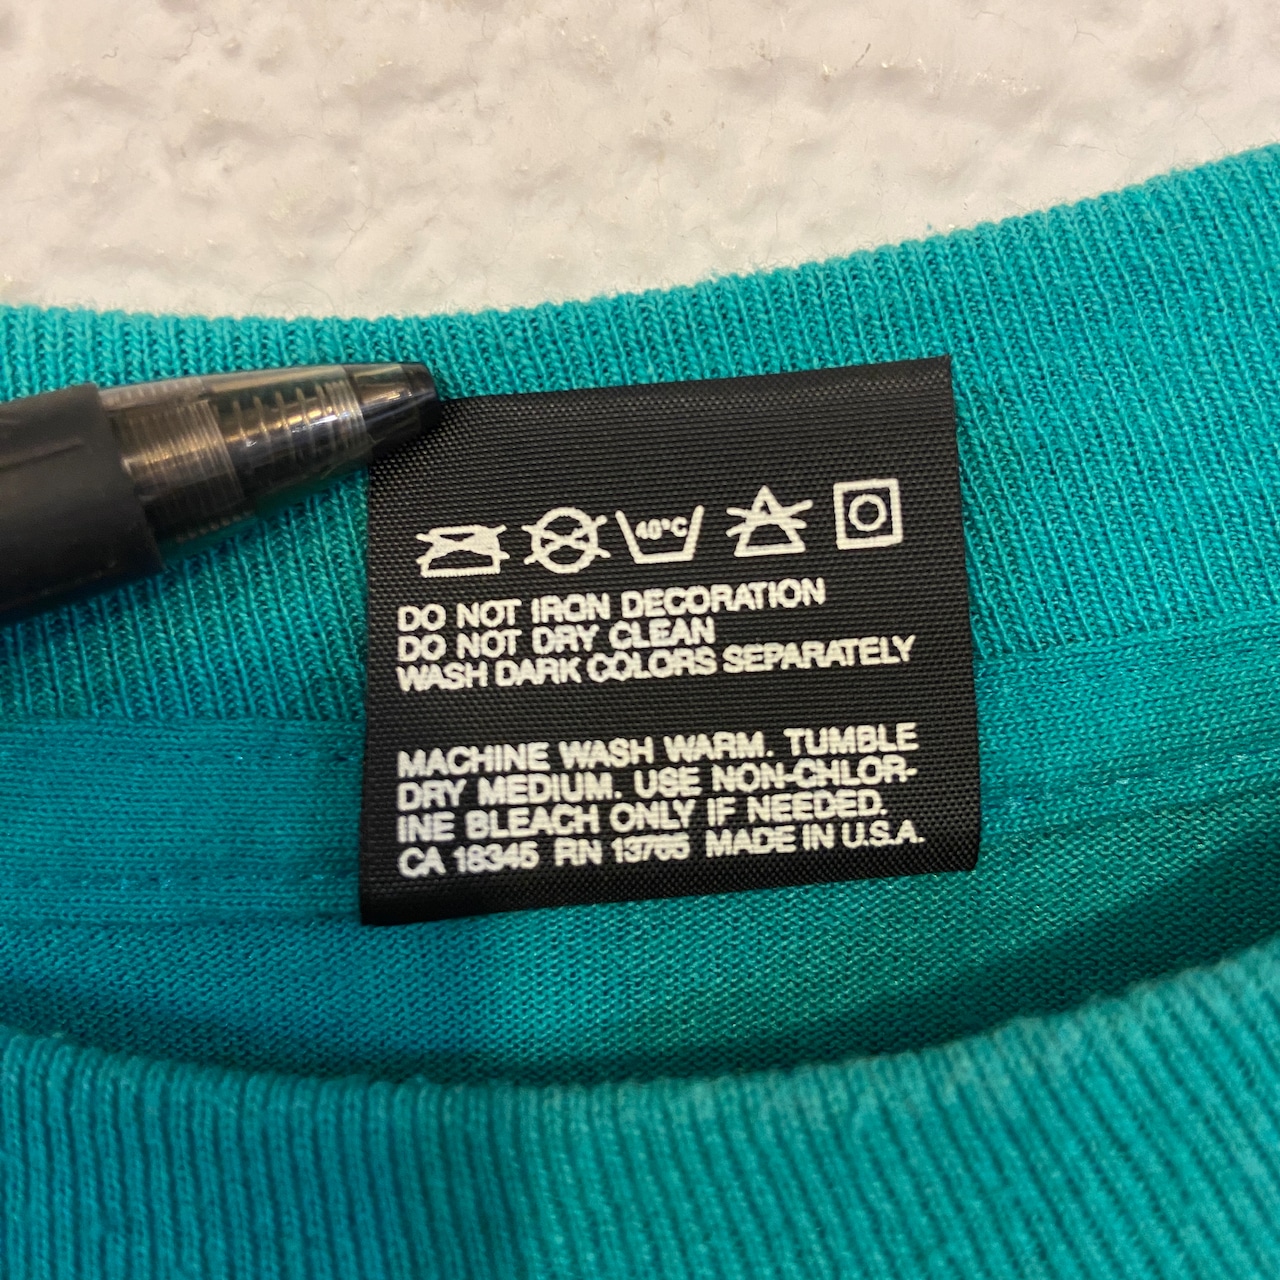 40°C
DO NOT IRON DECORATION
DO NOT DRY CLEAN
WASH DARK COLORS SEPARATELY
MACHINE WASH WARM. TUMBLE
DRY MEDIUM. USE NON-CHLOR-
INE BLEACH ONLY IF NEEDED.
CA 18345 RN 13765 MADE IN U.S.A.